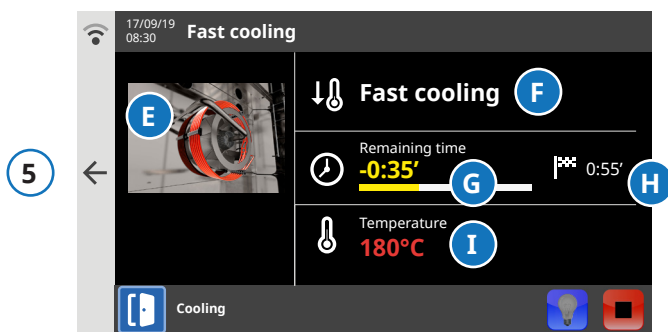 17/09/19
08:30
Fast cooling
E
Fast cooling
F
5
Remaining time
-0:35’
G
0:55’
H
Temperature
180°C
I
Cooling